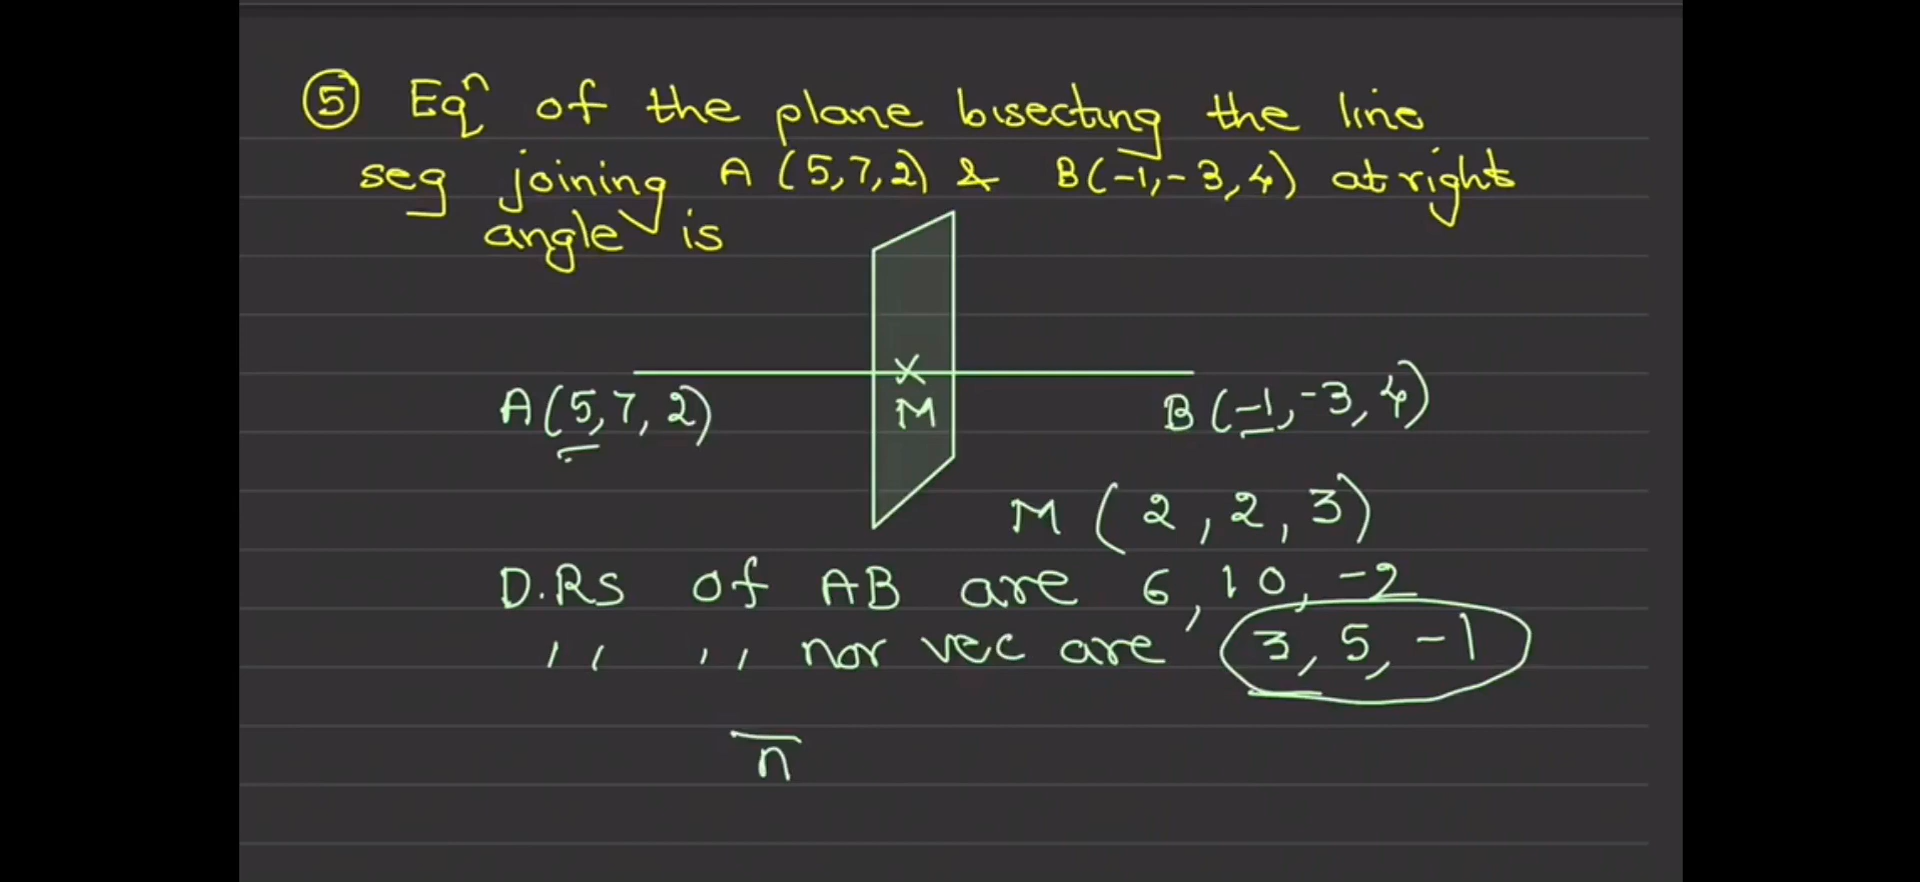 ⑤ Eqⁿ of the plane bisecting the line
seg joining A (5,7,2) & B(-1,-3,4) at right
angle is
M
A(5,7,2)
B(-1,-3,4)
M (2,2,3)
D.Rs of AB are 6,10,-2
,, ,, nor vec are 3,5,-1
n̅